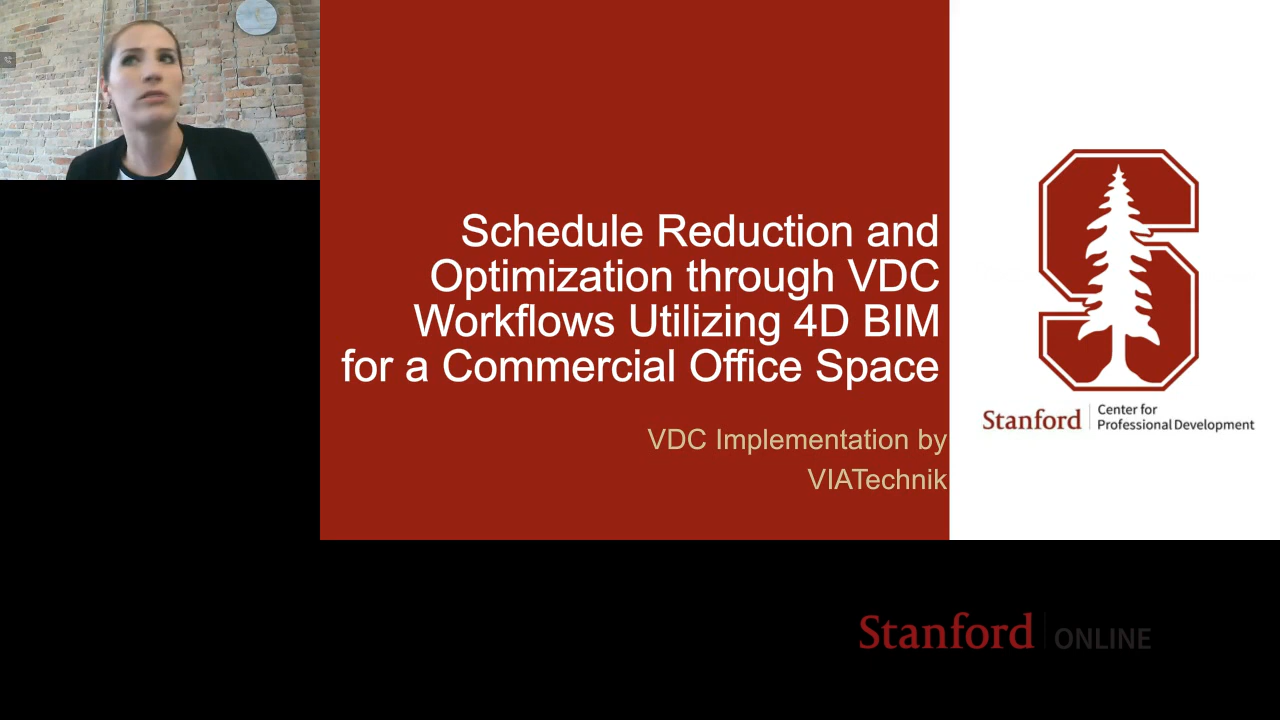 Schedule Reduction and
Optimization through VDC
Workflows Utilizing 4D BIM
for a Commercial Office Space
VDC Implementation by
VIATechnik
Stanford
Center for
Professional Development
Stanford ONLINE